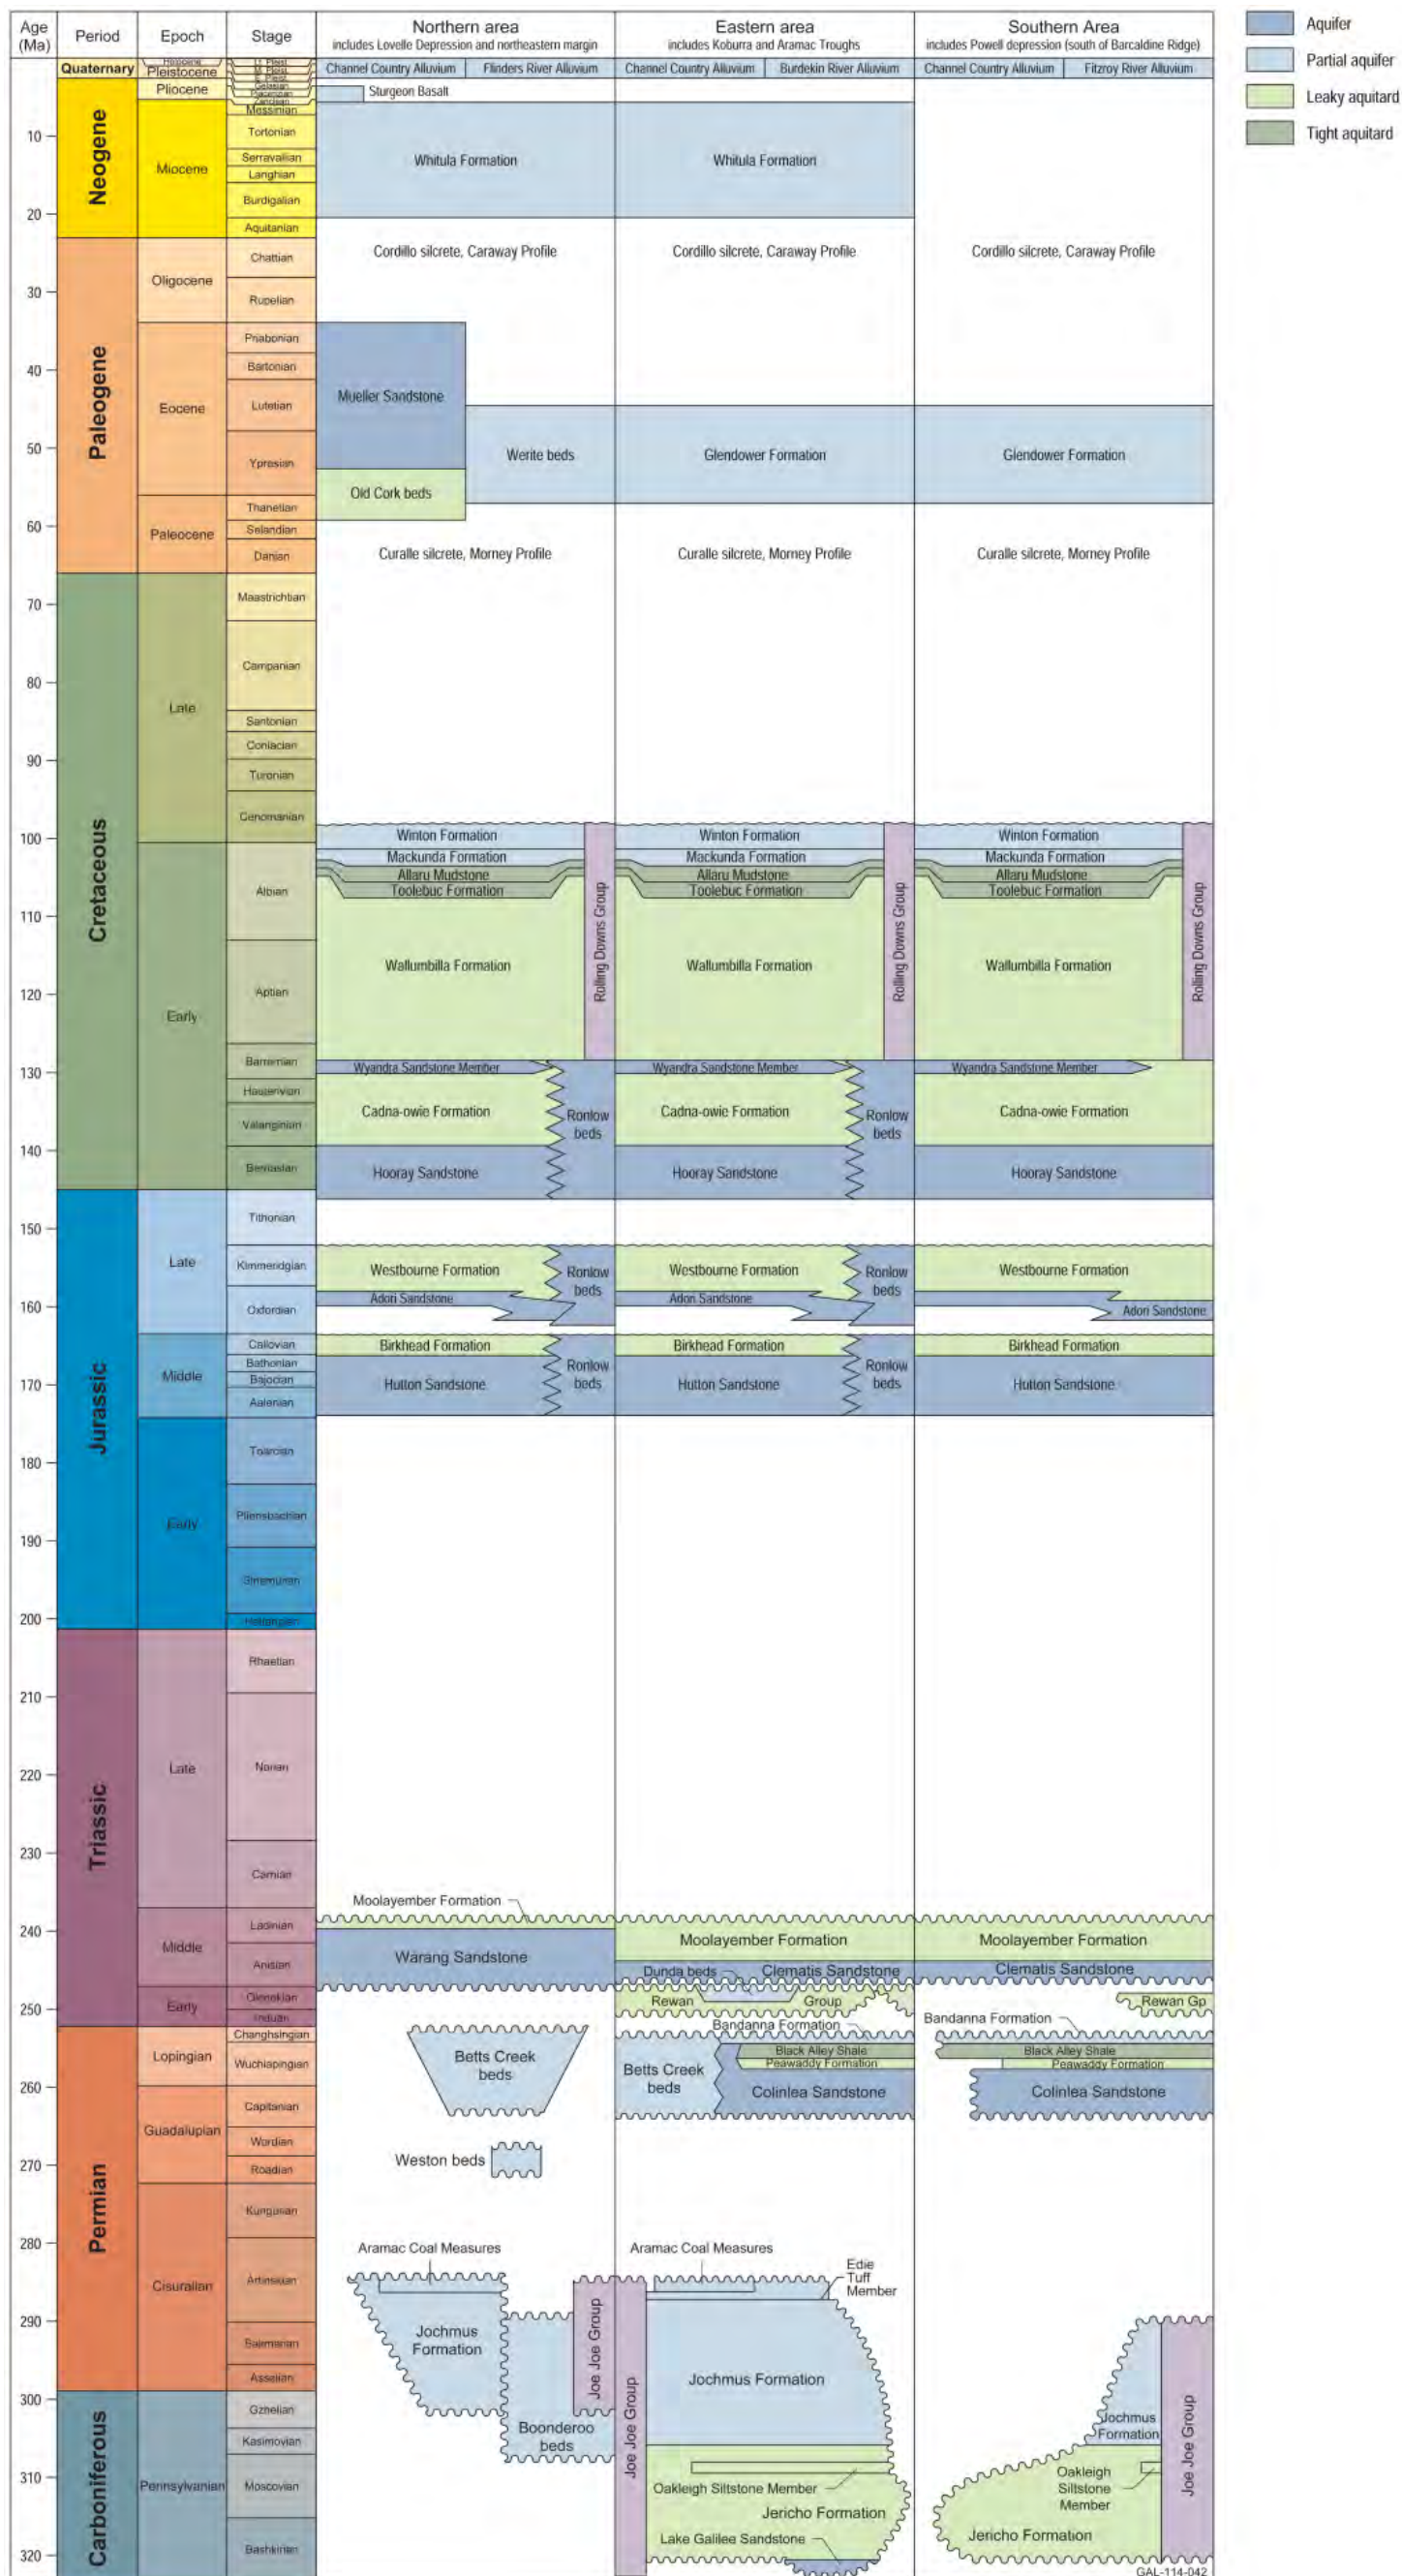 Age
(Ma)
Period
Epoch
Stage
Northern area
includes Lovelle Depression and northeastern margin
Eastern area
includes Koburra and Aramac Troughs
Southern Area
includes Powell depression (south of Barcaldine Ridge)
Aquifer
Partial aquifer
Leaky aquitard
Tight aquitard
Quaternary
Holocene
Pleistocene
Channel Country Alluvium
Flinders River Alluvium
Channel Country Alluvium
Burdekin River Alluvium
Channel Country Alluvium
Fitzroy River Alluvium
Neogene
Pliocene
Gelasian
Piacenzian
Zanclean
Sturgeon Basalt
Miocene
Messinian
Tortonian
Serravallian
Langhian
Burdigalian
Aquitanian
10
20
Whitula Formation
Whitula Formation
Cordillo silcrete, Caraway Profile
Cordillo silcrete, Caraway Profile
Cordillo silcrete, Caraway Profile
Paleogene
Oligocene
Chattian
Rupelian
30
Eocene
Priabonian
Bartonian
Lutetian
Ypresian
40
50
Mueller Sandstone
Old Cork beds
Werite beds
Glendower Formation
Glendower Formation
Paleocene
Thanetian
Selandian
Danian
60
Curalle silcrete, Morney Profile
Curalle silcrete, Morney Profile
Curalle silcrete, Morney Profile
Cretaceous
Late
Maastrichtian
Campanian
Santonian
Coniacian
Turonian
Cenomanian
70
80
90
100
Winton Formation
Mackunda Formation
Allaru Mudstone
Toolebuc Formation
Wallumbilla Formation
Rolling Downs Group
Winton Formation
Mackunda Formation
Allaru Mudstone
Toolebuc Formation
Wallumbilla Formation
Rolling Downs Group
Winton Formation
Mackunda Formation
Allaru Mudstone
Toolebuc Formation
Wallumbilla Formation
Rolling Downs Group
Early
Albian
Aptian
Barremian
Hauterivian
Valanginian
Berriasian
110
120
130
140
Wyandra Sandstone Member
Cadna-owie Formation
Hooray Sandstone
Ronlow
beds
Wyandra Sandstone Member
Cadna-owie Formation
Hooray Sandstone
Ronlow
beds
Wyandra Sandstone Member
Cadna-owie Formation
Hooray Sandstone
Jurassic
Late
Tithonian
Kimmeridgian
Oxfordian
150
160
Westbourne Formation
Adori Sandstone
Ronlow
beds
Westbourne Formation
Adori Sandstone
Ronlow
beds
Westbourne Formation
Adori Sandstone
Middle
Callovian
Bathonian
Bajocian
Aalenian
170
Birkhead Formation
Hutton Sandstone
Ronlow
beds
Birkhead Formation
Hutton Sandstone
Ronlow
beds
Birkhead Formation
Hutton Sandstone
Early
Toarcian
Pliensbachian
Sinemurian
Hettangian
180
190
200
Triassic
Late
Rhaetian
Norian
Carnian
210
220
230
Middle
Ladinian
Anisian
240
Moolayember Formation
Warang Sandstone
Moolayember Formation
Dunda beds
Clematis Sandstone
Moolayember Formation
Clematis Sandstone
Early
Olenekian
Induan
250
Rewan
Group
Rewan Gp
Permian
Lopingian
Changhsingian
Wuchiapingian
260
Betts Creek
beds
Bandanna Formation
Betts Creek
beds
Black Alley Shale
Peawaddy Formation
Colinlea Sandstone
Bandanna Formation
Black Alley Shale
Peawaddy Formation
Colinlea Sandstone
Guadalupian
Capitanian
Wordian
Roadian
270
Weston beds
Cisuralian
Kungurian
Artinskian
Sakmarian
Asselian
280
290
300
Aramac Coal Measures
Jochmus
Formation
Boonderoo
beds
Joe Joe Group
Joe Joe Group
Aramac Coal Measures
Edie
Tuff
Member
Jochmus Formation
Jochmus
Formation
Joe Joe Group
Carboniferous
Pennsylvanian
Gzhelian
Kasimovian
Moscovian
Bashkirian
310
320
Oakleigh Siltstone Member
Jericho Formation
Lake Galilee Sandstone
Oakleigh
Siltstone
Member
Jericho Formation
GAL-114-042